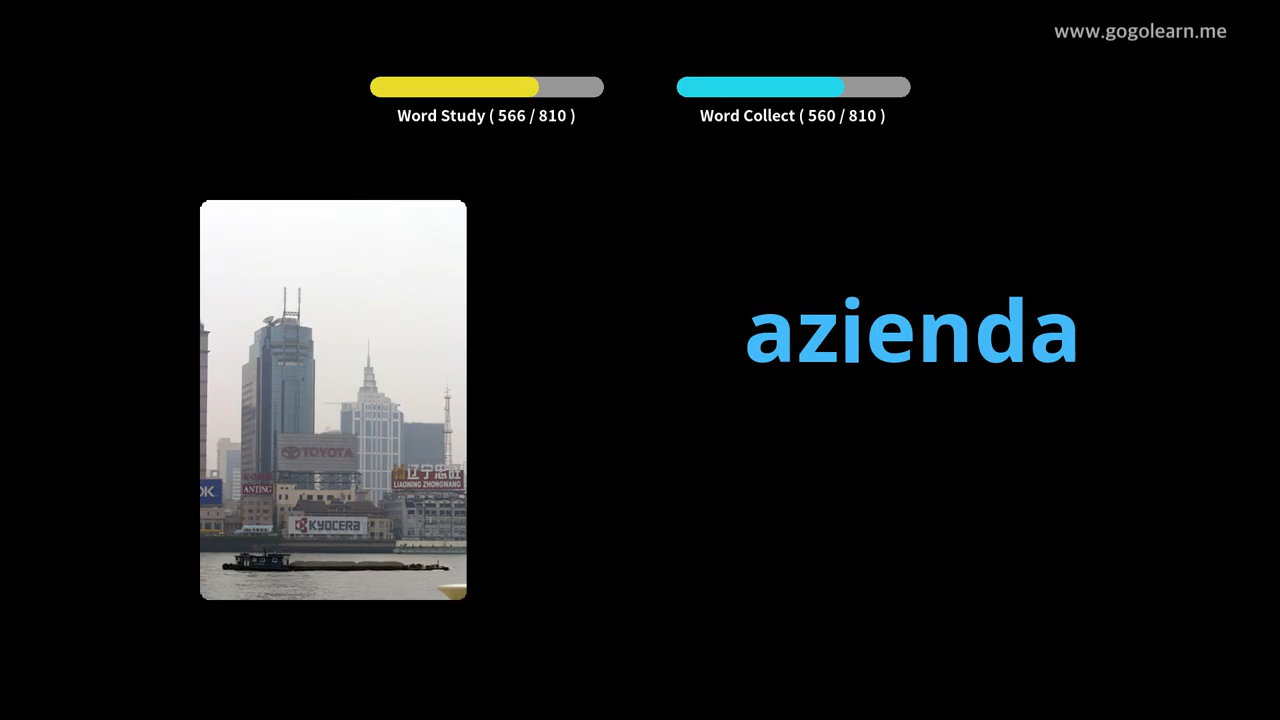 www.gogolearn.me
Word Study ( 566 / 810 )
Word Collect ( 560 / 810 )
azienda
TOYOTA
辽宁忠旺
LIAONING ZHONGWANG
OK
ANTING
KYOCERA